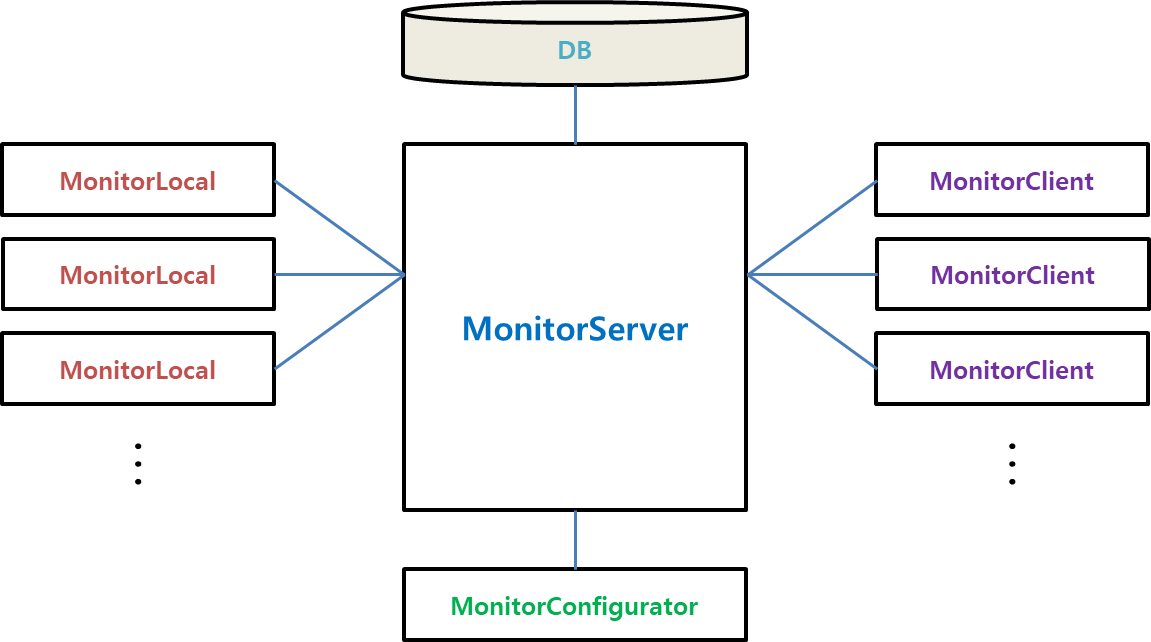 DB
MonitorLocal
MonitorClient
MonitorLocal
MonitorClient
MonitorServer
MonitorLocal
MonitorClient
MonitorConfigurator